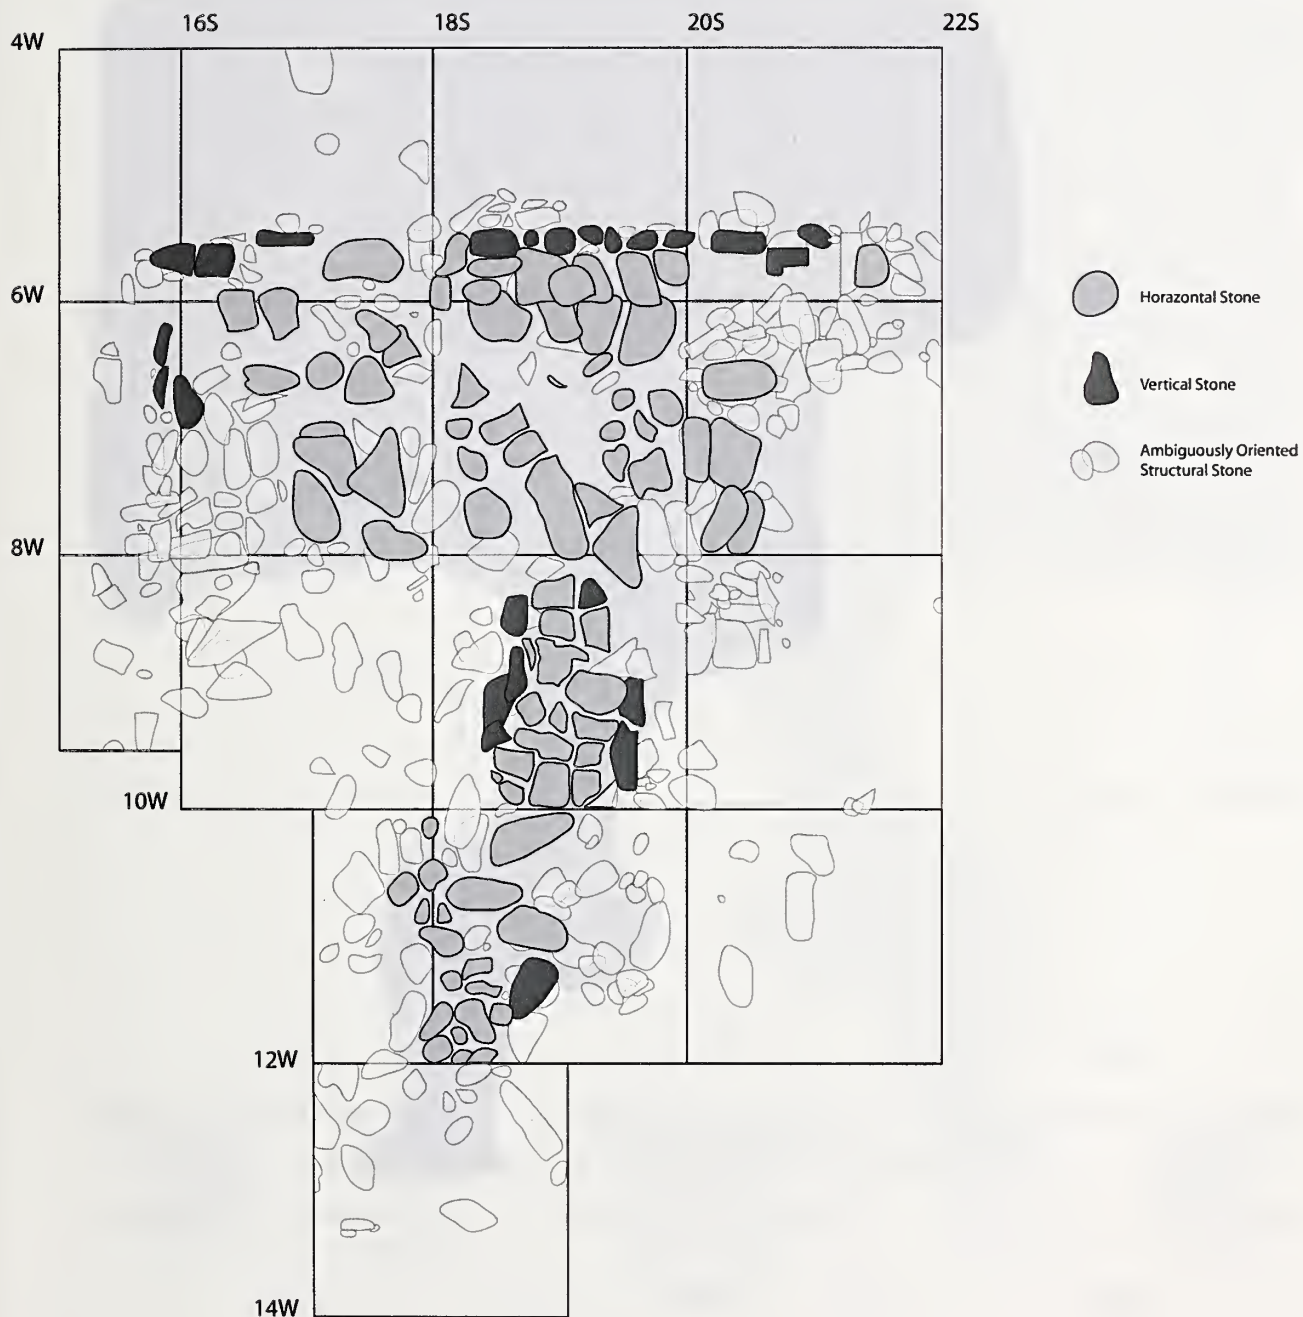 16S 18S 20S 22S
4W
6W
Horazontal Stone
Vertical Stone
Ambiguously Oriented
Structural Stone
8W
10W
12W
14W